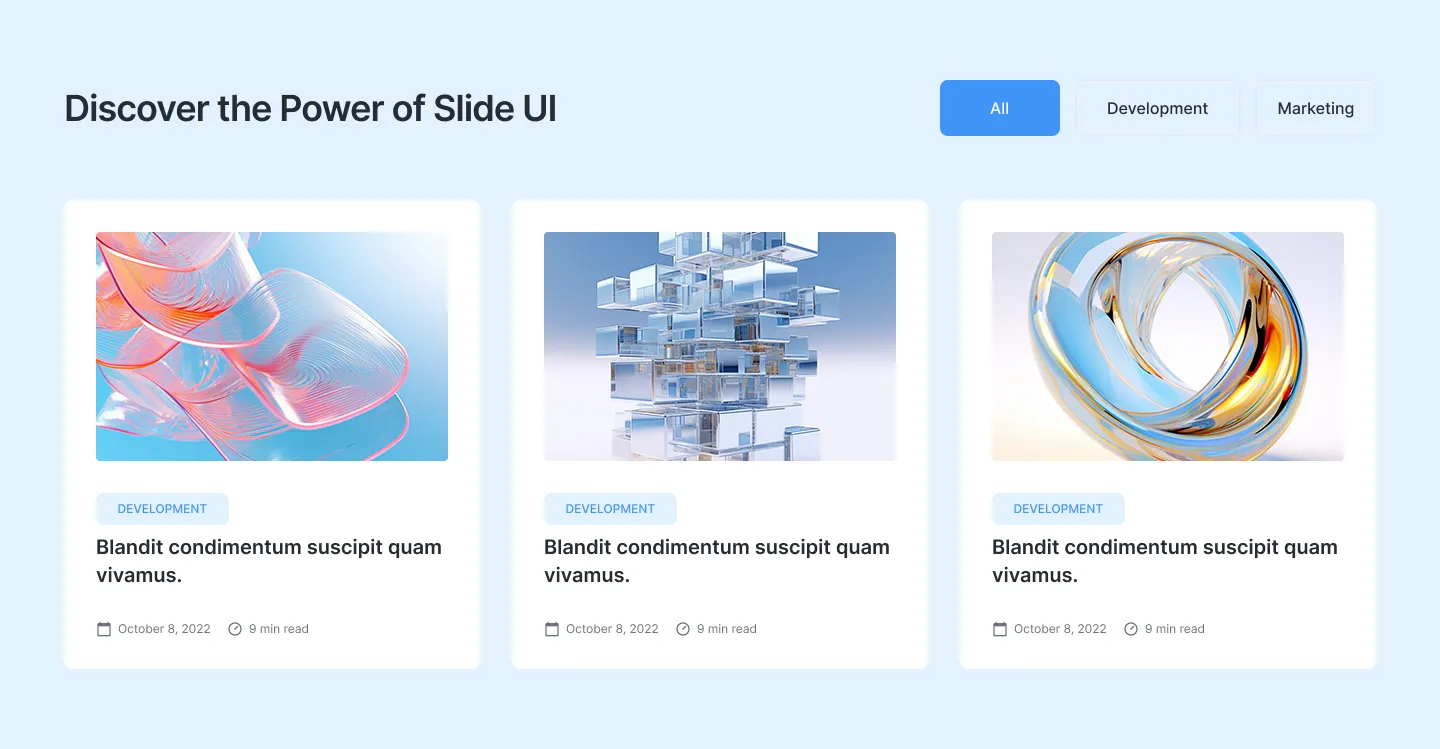 Discover the Power of Slide UI
All
Development
Marketing
DEVELOPMENT
Blandit condimentum suscipit quam
vivamus.
October 8, 2022
9 min read
DEVELOPMENT
Blandit condimentum suscipit quam
vivamus.
October 8, 2022
9 min read
DEVELOPMENT
Blandit condimentum suscipit quam
vivamus.
October 8, 2022
9 min read